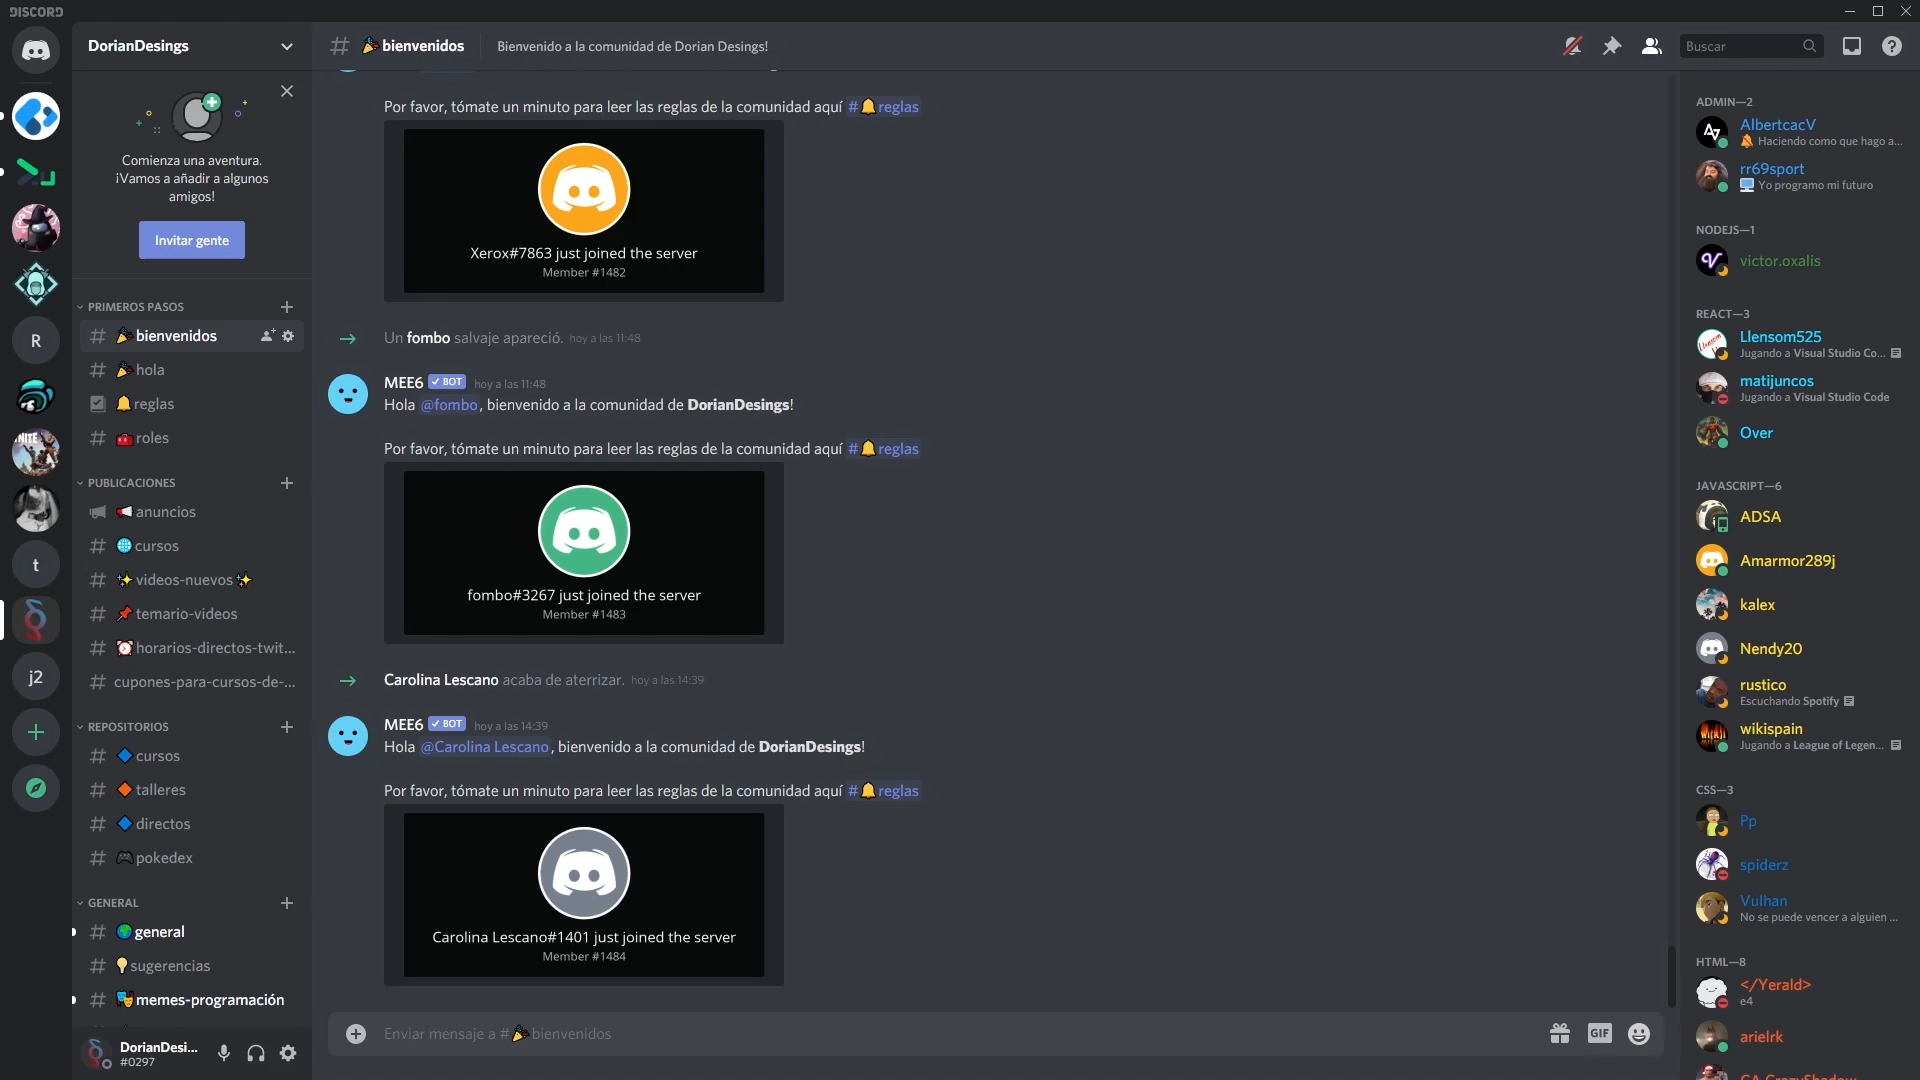 DISCORD
DorianDesings
Comienza una aventura.
¡Vamos a añadir a algunos
amigos!
Invitar gente
PRIMEROS PASOS
bienvenidos
hola
reglas
roles
PUBLICACIONES
anuncios
cursos
videos-nuevos
temario-videos
horarios-directos-twit...
cupones-para-cursos-de-...
REPOSITORIOS
cursos
talleres
directos
pokedex
GENERAL
general
sugerencias
memes-programación
R
t
j2
DorianDesi...
#0297
# bienvenidos
Bienvenido a la comunidad de Dorian Desings!
Buscar
Por favor, tómate un minuto para leer las reglas de la comunidad aquí #reglas
Xerox#7863 just joined the server
Member #1482
Un fombo salvaje apareció. hoy a las 11:48
MEE6 BOT hoy a las 11:48
Hola @fombo, bienvenido a la comunidad de DorianDesings!
Por favor, tómate un minuto para leer las reglas de la comunidad aquí #reglas
fombo#3267 just joined the server
Member #1483
Carolina Lescano acaba de aterrizar. hoy a las 14:39
MEE6 BOT hoy a las 14:39
Hola @Carolina Lescano, bienvenido a la comunidad de DorianDesings!
Por favor, tómate un minuto para leer las reglas de la comunidad aquí #reglas
Carolina Lescano#1401 just joined the server
Member #1484
Enviar mensaje a # bienvenidos
GIF
ADMIN—2
AlbertcacV
Haciendo como que hago a...
rr69sport
Yo programo mi futuro
NODEJS—1
victor.oxalis
REACT—3
Llensom525
Jugando a Visual Studio Co...
matijuncos
Jugando a Visual Studio Code
Over
JAVASCRIPT—6
ADSA
Amarmor289j
kalex
Nendy20
rustico
Escuchando Spotify
wikispain
Jugando a League of Legen...
CSS—3
Pp
spiderz
Vulhan
No se puede vencer a alguien ...
HTML—8
</Yerald>
e4
arielrk